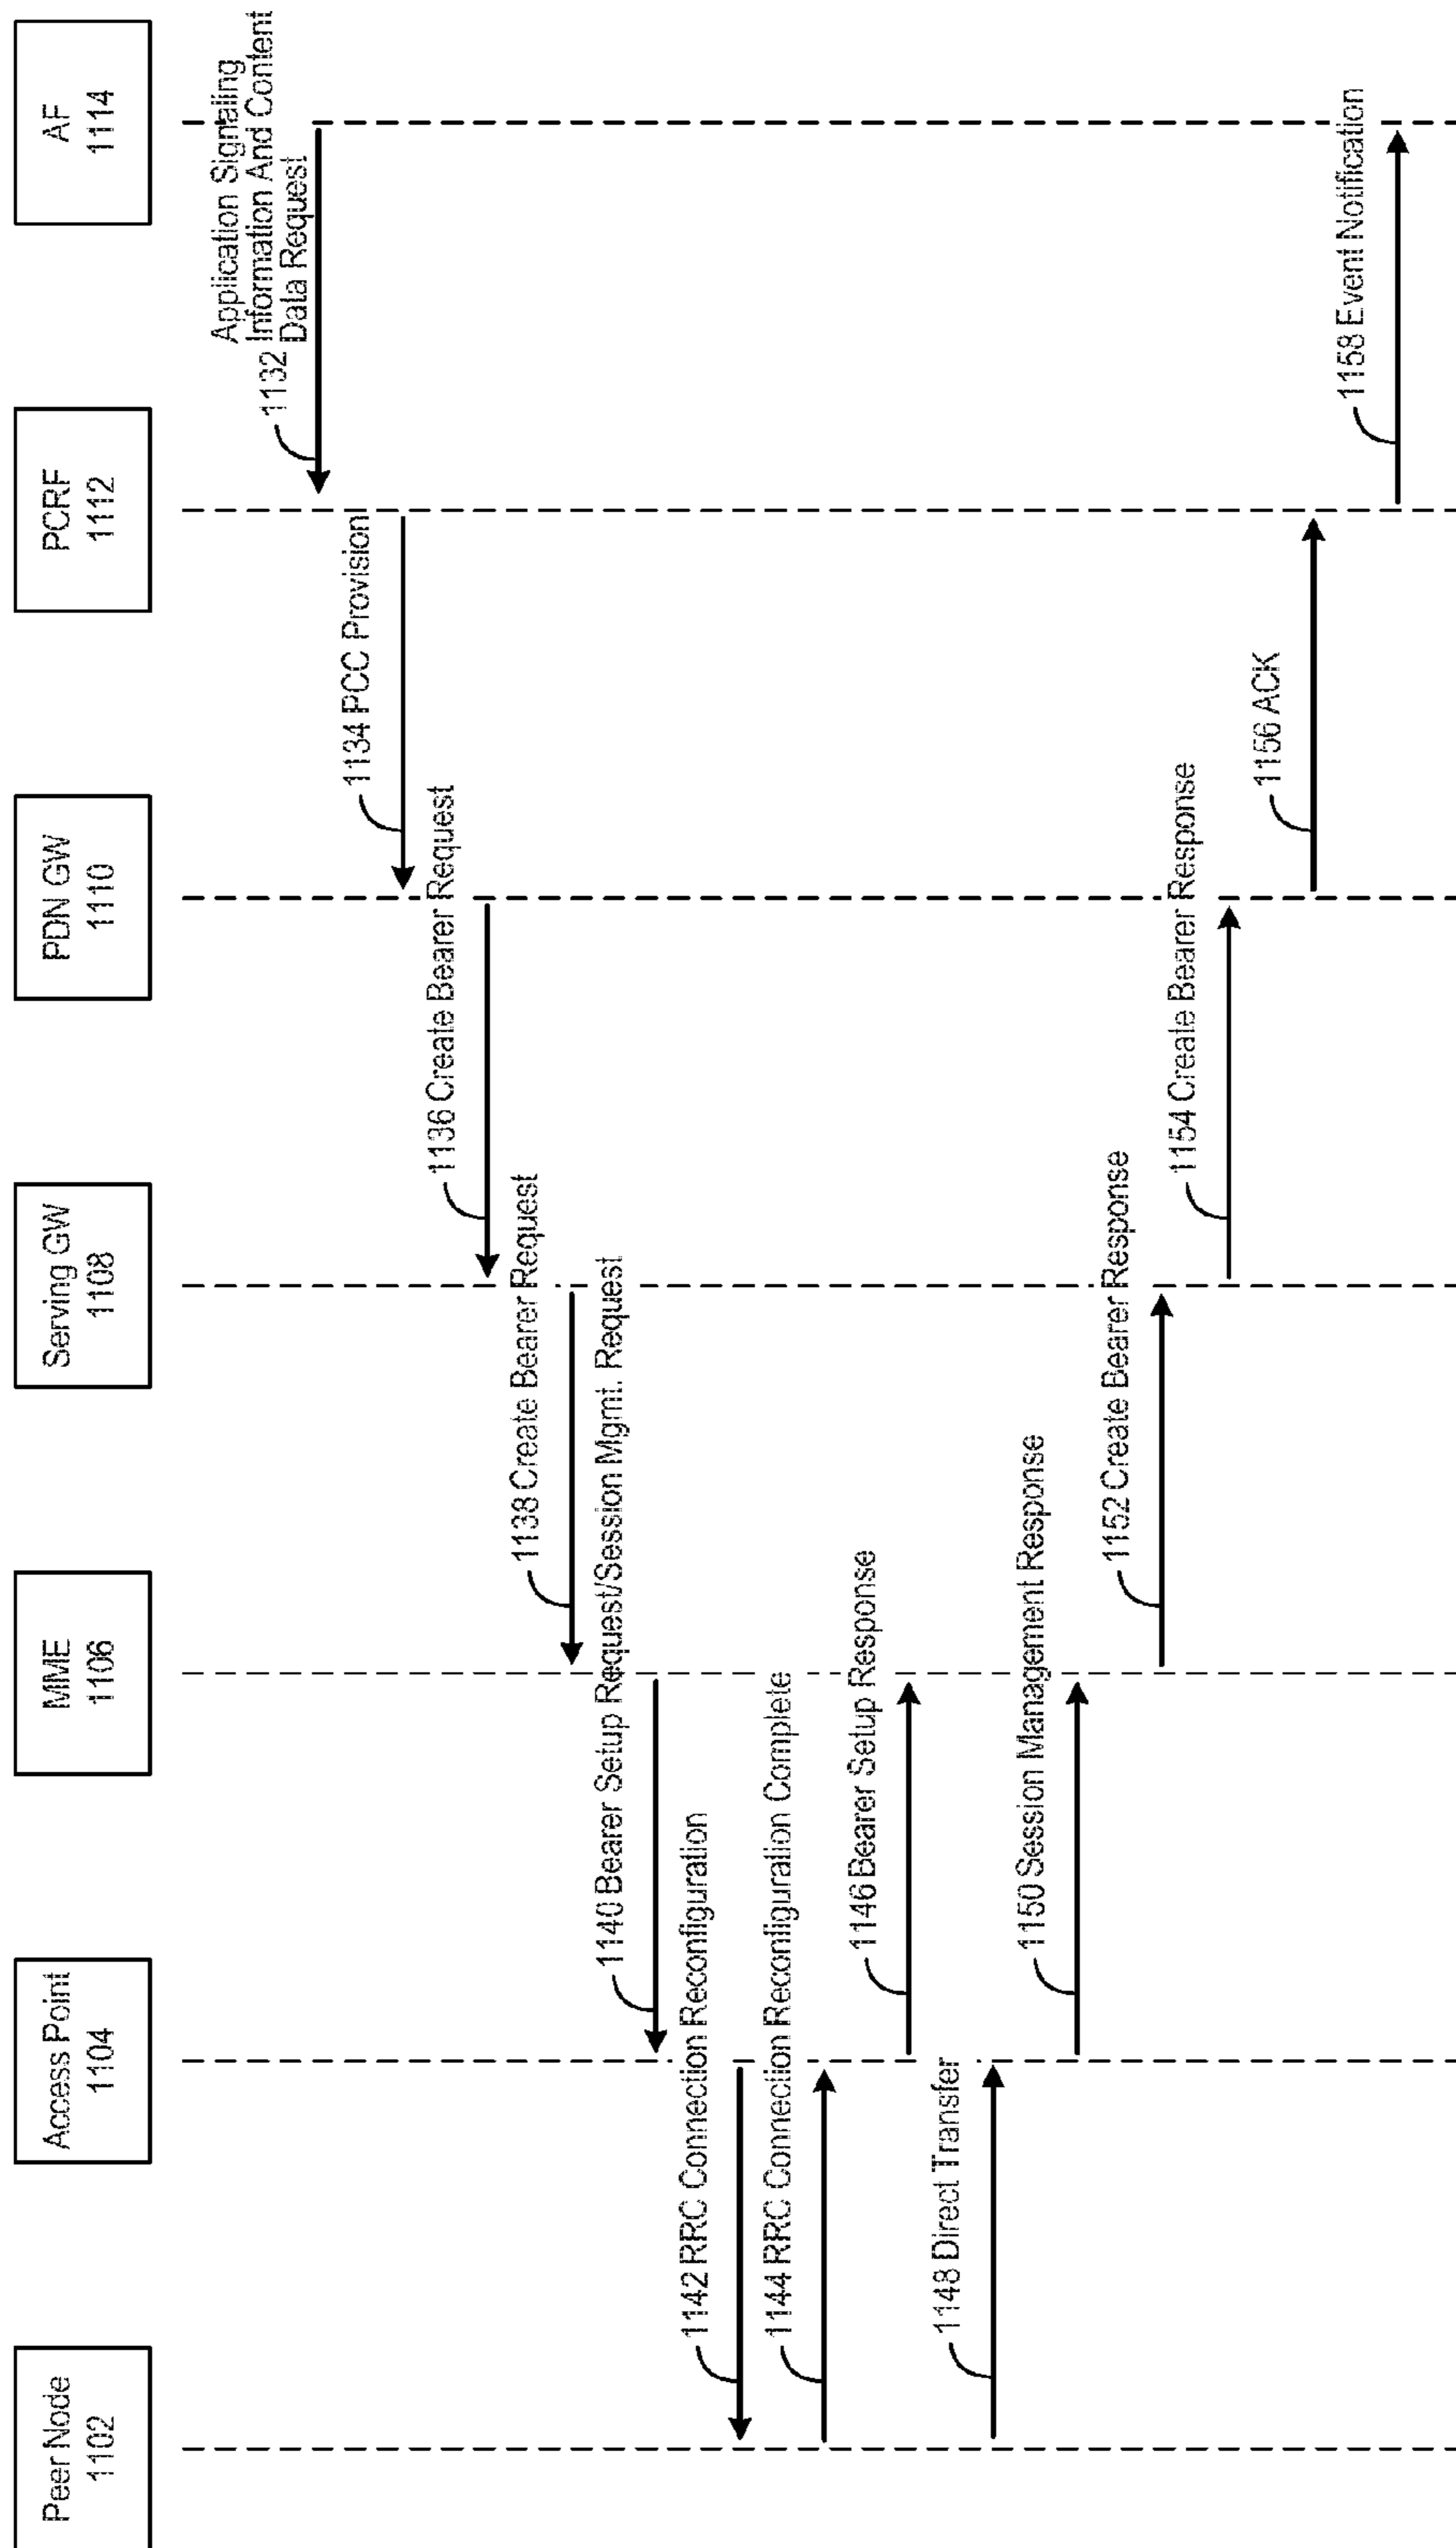 Peer Node
1102
Access Point
1104
MME
1106
Serving GW
1108
PDN GW
1110
PCRF
1112
AF
1114
1132
Application Signaling
Information And Content
Data Request
1134 PCC Provision
1136 Create Bearer Request
1138 Create Bearer Request
1140 Bearer Setup Request/Session Mgmt. Request
1142 RRC Connection Reconfiguration
1144 RRC Connection Reconfiguration Complete
1146 Bearer Setup Response
1148 Direct Transfer
1150 Session Management Response
1152 Create Bearer Response
1154 Create Bearer Response
1156 ACK
1158 Event Notification